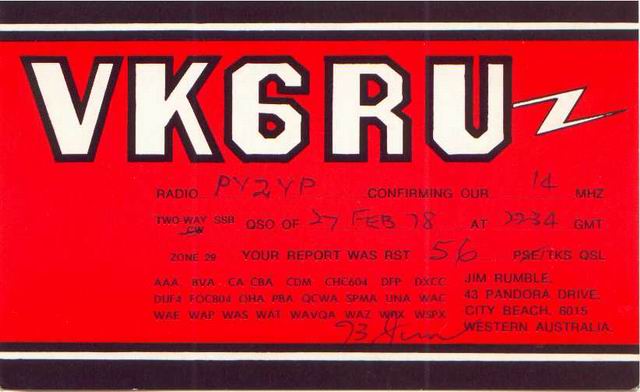 VK6RU
RADIO PY2YP CONFIRMING OUR 14 MHZ
TWO-WAY SSB CW QSO OF 27 FEB 78 AT 2234 GMT
ZONE 29 YOUR REPORT WAS RST 56 PSE/TKS QSL
AAA BVA CA CBA CDM CHC604 DFP DXCC JIM RUMBLE,
DUF4 FOC804 OHA PBA QCWA SPMA UNA WAC 43 PANDORA DRIVE,
WAE WAP WAS WAT WAVQA WAZ WPX WSPX CITY BEACH, 6015
73 Jim WESTERN AUSTRALIA.